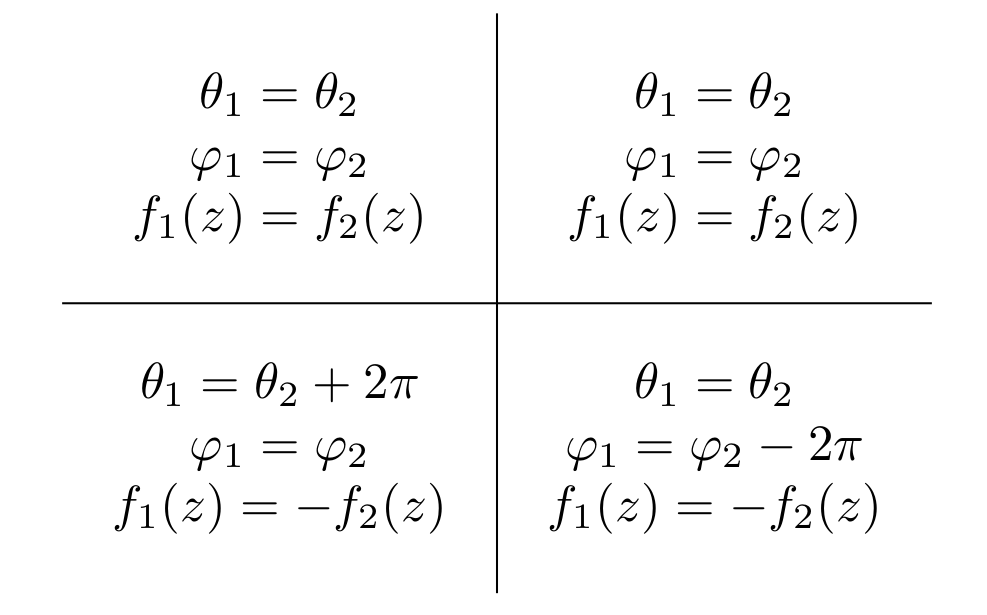 θ₁ = θ₂
φ₁ = φ₂
f₁(z) = f₂(z)
θ₁ = θ₂
φ₁ = φ₂
f₁(z) = f₂(z)
θ₁ = θ₂ + 2π
φ₁ = φ₂
f₁(z) = −f₂(z)
θ₁ = θ₂
φ₁ = φ₂ − 2π
f₁(z) = −f₂(z)